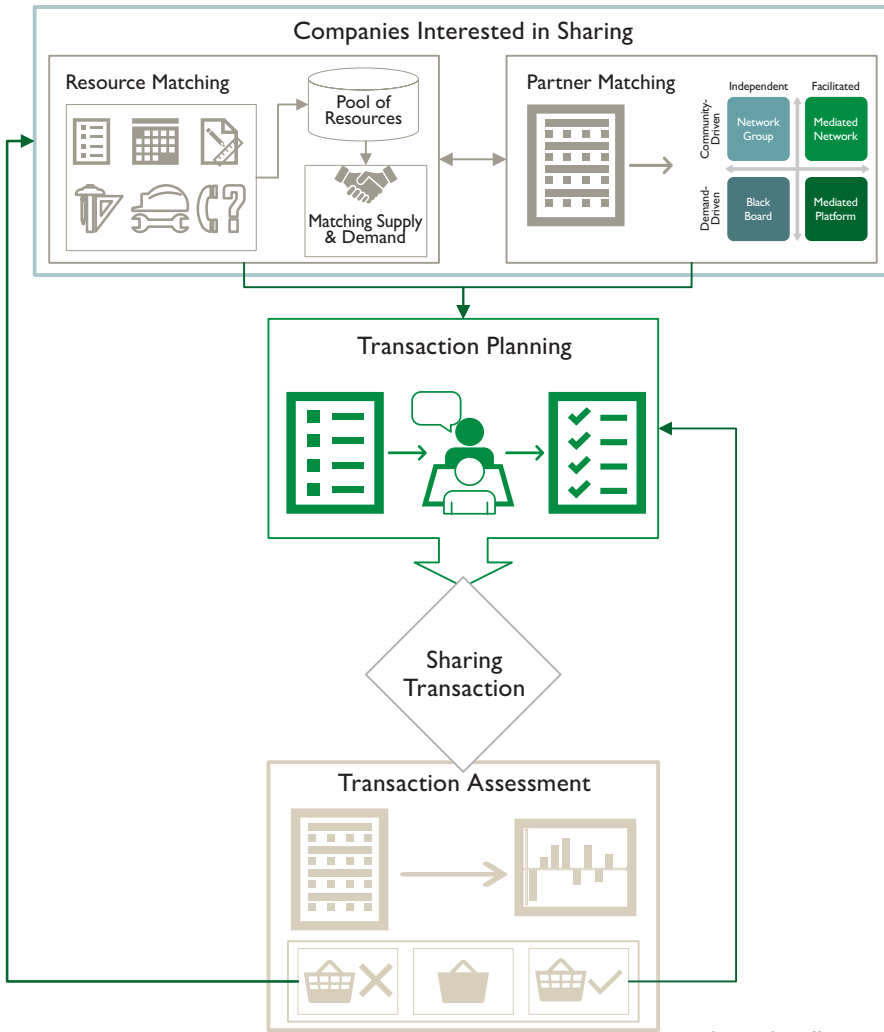 Companies Interested in Sharing
Resource Matching
Pool of
Resources
Matching Supply
& Demand
Partner Matching
Independent
Facilitated
Community-
Driven
Network
Group
Mediated
Network
Demand-
Driven
Black
Board
Mediated
Platform
Transaction Planning
Sharing
Transaction
Transaction Assessment